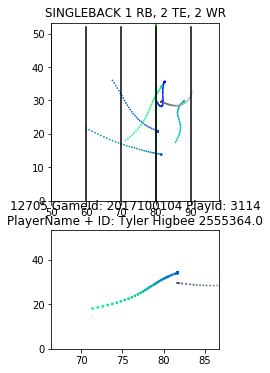 SINGLEBACK 1 RB, 2 TE, 2 WR
50
40
30
20
10
0
50 60 70 80 90
12705 GameId: 2017100104 PlayId: 3114
PlayerName + ID: Tyler Higbee 2555364.0
40
20
0
70 75 80 85